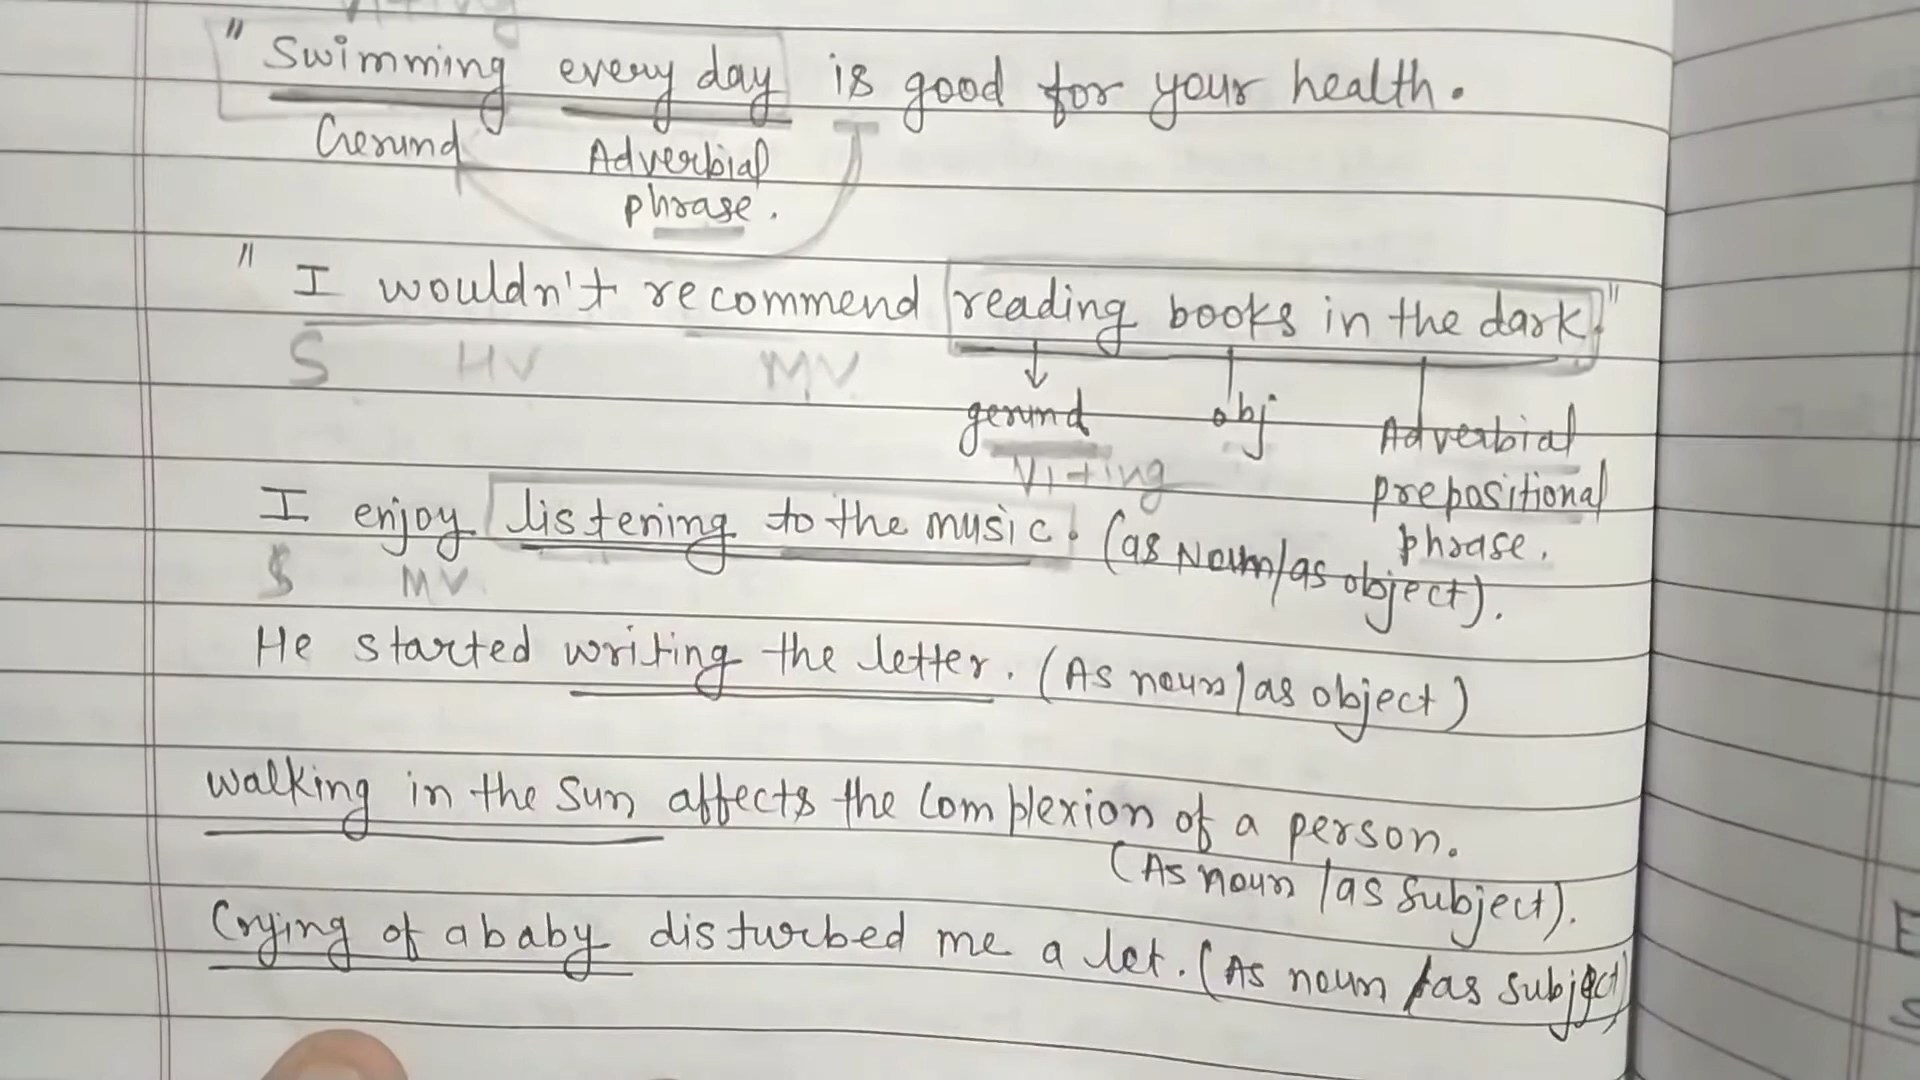 " Swimming every day is good for your health.
Gerund Adverbial
phrase.
" I wouldn't recommend reading books in the dark."
S HV MV
gerund obj Adverbial
V1+ing prepositional
I enjoy listening to the music. (as Noun/as object).
phrase.
S MV
He started writing the letter. (As noun/as object)
walking in the Sun affects the Complexion of a person.
(As noun /as Subject).
Crying of a baby disturbed me a lot. (As noun /as subject)